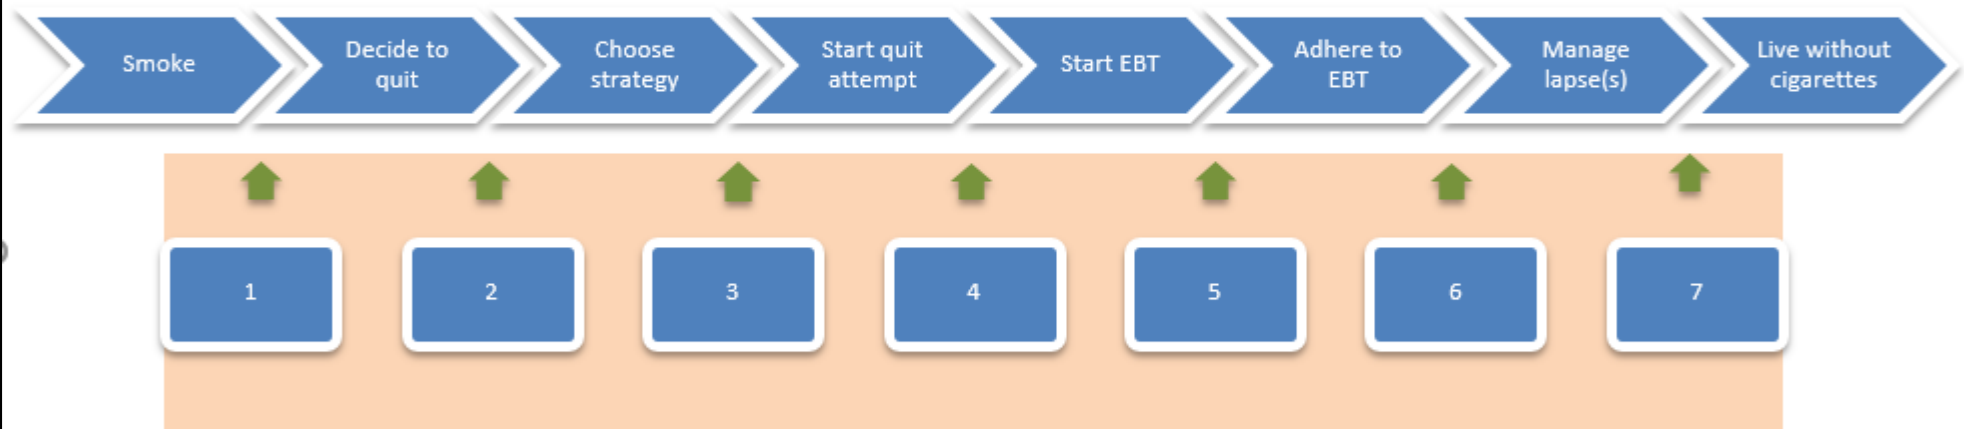 Smoke
Decide to
quit
Choose
strategy
Start quit
attempt
Start EBT
Adhere to
EBT
Manage
lapse(s)
Live without
cigarettes
1
2
3
4
5
6
7